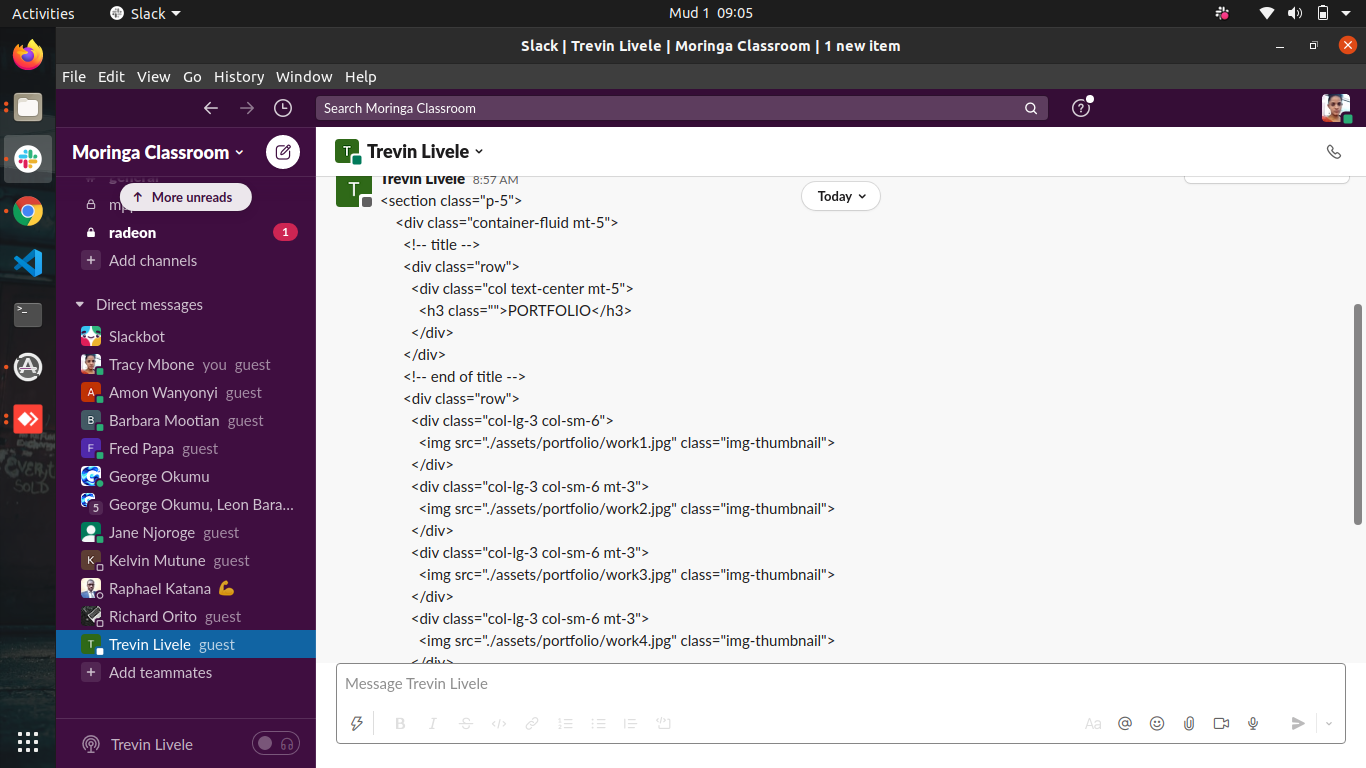 Activities
Slack
Mud 1 09:05
Slack | Trevin Livele | Moringa Classroom | 1 new item
File Edit View Go History Window Help
Search Moringa Classroom
Moringa Classroom
general
More unreads
radeon
1
Add channels
Direct messages
Slackbot
Tracy Mbone you guest
A
Amon Wanyonyi guest
B
Barbara Mootian guest
F
Fred Papa guest
George Okumu
5
George Okumu, Leon Bara...
Jane Njoroge guest
K
Kelvin Mutune guest
Raphael Katana 💪
Richard Orito guest
T
Trevin Livele guest
Add teammates
Trevin Livele
T
Trevin Livele
T
Trevin Livele 8:57 AM
Today
<section class="p-5">
<div class="container-fluid mt-5">
<!-- title -->
<div class="row">
<div class="col text-center mt-5">
<h3 class="">PORTFOLIO</h3>
</div>
</div>
<!-- end of title -->
<div class="row">
<div class="col-lg-3 col-sm-6">
<img src="./assets/portfolio/work1.jpg" class="img-thumbnail">
</div>
<div class="col-lg-3 col-sm-6 mt-3">
<img src="./assets/portfolio/work2.jpg" class="img-thumbnail">
</div>
<div class="col-lg-3 col-sm-6 mt-3">
<img src="./assets/portfolio/work3.jpg" class="img-thumbnail">
</div>
<div class="col-lg-3 col-sm-6 mt-3">
<img src="./assets/portfolio/work4.jpg" class="img-thumbnail">
</div>
Message Trevin Livele
B I S Aa